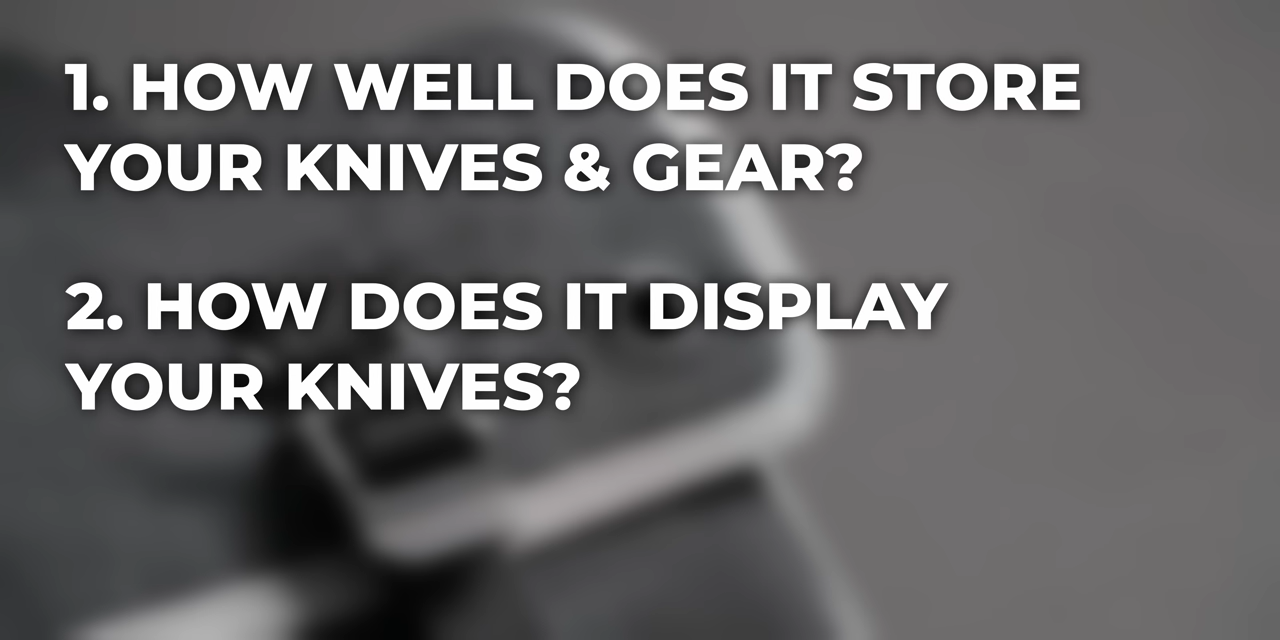 1. HOW WELL DOES IT STORE
YOUR KNIVES & GEAR?
2. HOW DOES IT DISPLAY
YOUR KNIVES?